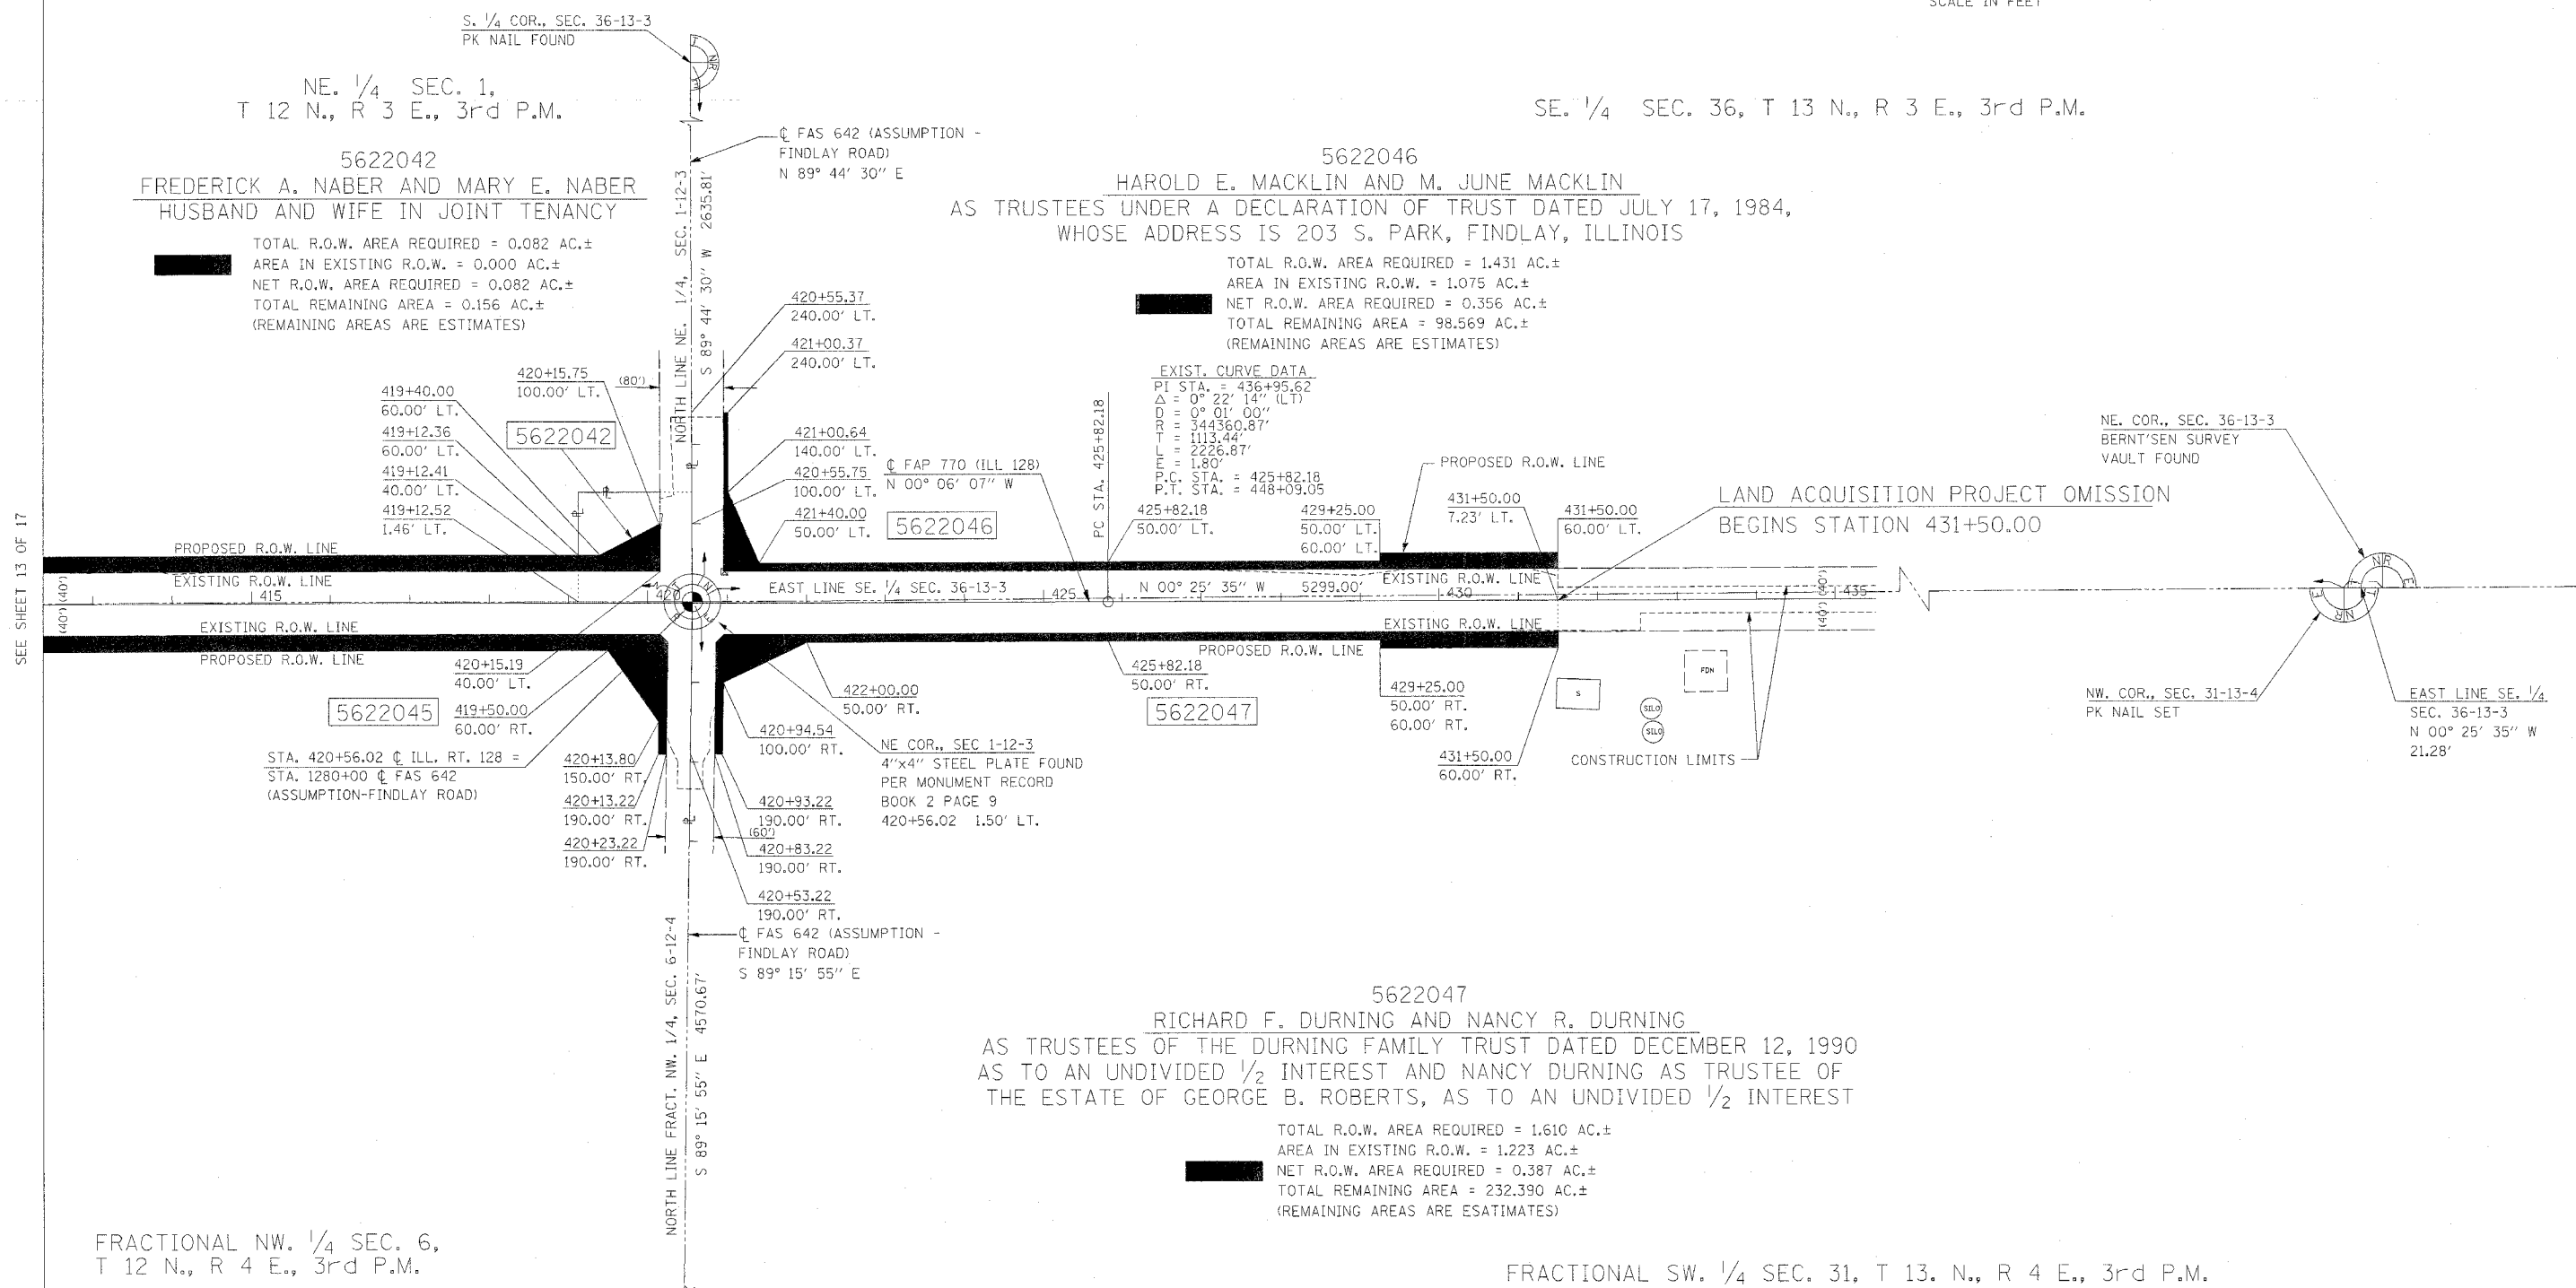 SCALE IN FEET
S. 1/4 COR., SEC. 36-13-3
PK NAIL FOUND
NE. 1/4 SEC. 1,
T 12 N., R 3 E., 3rd P.M.
SE. 1/4 SEC. 36, T 13 N., R 3 E., 3rd P.M.
℄ FAS 642 (ASSUMPTION -
FINDLAY ROAD)
N 89° 44' 30'' E
5622042
FREDERICK A. NABER AND MARY E. NABER
HUSBAND AND WIFE IN JOINT TENANCY
TOTAL R.O.W. AREA REQUIRED = 0.082 AC.±
AREA IN EXISTING R.O.W. = 0.000 AC.±
NET R.O.W. AREA REQUIRED = 0.082 AC.±
TOTAL REMAINING AREA = 0.156 AC.±
(REMAINING AREAS ARE ESTIMATES)
5622046
HAROLD E. MACKLIN AND M. JUNE MACKLIN
AS TRUSTEES UNDER A DECLARATION OF TRUST DATED JULY 17, 1984,
WHOSE ADDRESS IS 203 S. PARK, FINDLAY, ILLINOIS
TOTAL R.O.W. AREA REQUIRED = 1.431 AC.±
AREA IN EXISTING R.O.W. = 1.075 AC.±
NET R.O.W. AREA REQUIRED = 0.356 AC.±
TOTAL REMAINING AREA = 98.569 AC.±
(REMAINING AREAS ARE ESTIMATES)
NORTH LINE NE. 1/4, SEC. 1-12-3
S 89° 44' 30'' W 2635.81'
420+55.37
240.00' LT.
421+00.37
240.00' LT.
420+15.75
100.00' LT.
(80')
419+40.00
60.00' LT.
419+12.36
60.00' LT.
419+12.41
40.00' LT.
419+12.52
1.46' LT.
5622042
421+00.64
140.00' LT.
420+55.75
100.00' LT.
421+40.00
50.00' LT.
℄ FAP 770 (ILL 128)
N 00° 06' 07'' W
5622046
EXIST. CURVE DATA
PI STA. = 436+95.62
Δ = 0° 22' 14'' (LT)
D = 0° 01' 00''
R = 344360.87'
T = 1113.44'
L = 2226.87'
E = 1.80'
P.C. STA. = 425+82.18
P.T. STA. = 448+09.05
PC STA. 425+82.18
425+82.18
50.00' LT.
429+25.00
50.00' LT.
60.00' LT.
PROPOSED R.O.W. LINE
431+50.00
7.23' LT.
431+50.00
60.00' LT.
LAND ACQUISITION PROJECT OMISSION
BEGINS STATION 431+50.00
NE. COR., SEC. 36-13-3
BERNT'SEN SURVEY
VAULT FOUND
SEE SHEET 13 OF 17
PROPOSED R.O.W. LINE
EXISTING R.O.W. LINE
(40') (40')
415
420
EAST LINE SE. 1/4 SEC. 36-13-3
425
N 00° 25' 35'' W 5299.00'
EXISTING R.O.W. LINE
430
435
(40') (40')
EXISTING R.O.W. LINE
PROPOSED R.O.W. LINE
EXISTING R.O.W. LINE
PROPOSED R.O.W. LINE
420+15.19
40.00' LT.
5622045
419+50.00
60.00' RT.
STA. 420+56.02 ℄ ILL. RT. 128 =
STA. 1280+00 ℄ FAS 642
(ASSUMPTION-FINDLAY ROAD)
420+13.80
150.00' RT.
420+13.22
190.00' RT.
420+23.22
190.00' RT.
422+00.00
50.00' RT.
420+94.54
100.00' RT.
420+93.22
190.00' RT.
(60')
420+83.22
190.00' RT.
420+53.22
190.00' RT.
NE COR., SEC 1-12-3
4''x4'' STEEL PLATE FOUND
PER MONUMENT RECORD
BOOK 2 PAGE 9
420+56.02 1.50' LT.
425+82.18
50.00' RT.
5622047
429+25.00
50.00' RT.
60.00' RT.
431+50.00
60.00' RT.
S
SILO
SILO
FDN
CONSTRUCTION LIMITS
NW. COR., SEC. 31-13-4
PK NAIL SET
EAST LINE SE. 1/4
SEC. 36-13-3
N 00° 25' 35'' W
21.28'
℄ FAS 642 (ASSUMPTION -
FINDLAY ROAD)
S 89° 15' 55'' E
NORTH LINE FRACT. NW. 1/4, SEC. 6-12-4
S 89° 15' 55'' E 4570.67'
5622047
RICHARD F. DURNING AND NANCY R. DURNING
AS TRUSTEES OF THE DURNING FAMILY TRUST DATED DECEMBER 12, 1990
AS TO AN UNDIVIDED 1/2 INTEREST AND NANCY DURNING AS TRUSTEE OF
THE ESTATE OF GEORGE B. ROBERTS, AS TO AN UNDIVIDED 1/2 INTEREST
TOTAL R.O.W. AREA REQUIRED = 1.610 AC.±
AREA IN EXISTING R.O.W. = 1.223 AC.±
NET R.O.W. AREA REQUIRED = 0.387 AC.±
TOTAL REMAINING AREA = 232.390 AC.±
(REMAINING AREAS ARE ESATIMATES)
FRACTIONAL NW. 1/4 SEC. 6,
T 12 N., R 4 E., 3rd P.M.
FRACTIONAL SW. 1/4 SEC. 31, T 13. N., R 4 E., 3rd P.M.